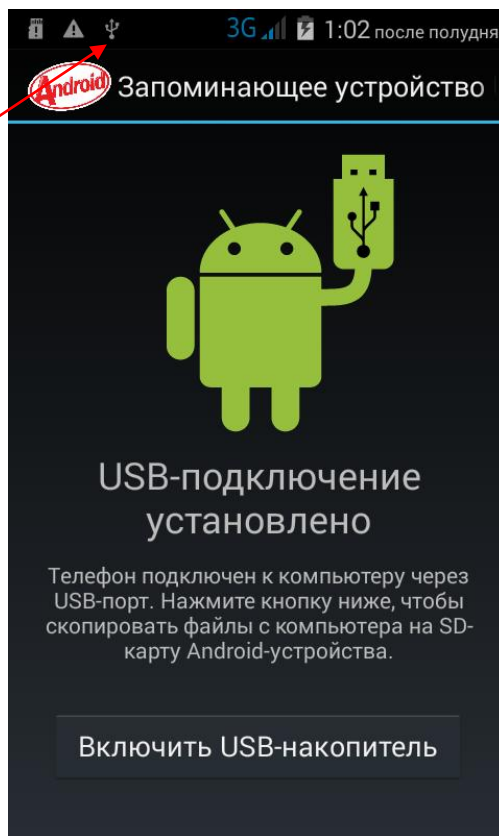 3G 1:02 после полудня
Android Запоминающее устройство
USB-подключение
установлено
Телефон подключен к компьютеру через
USB-порт. Нажмите кнопку ниже, чтобы
скопировать файлы с компьютера на SD-
карту Android-устройства.
Включить USB-накопитель